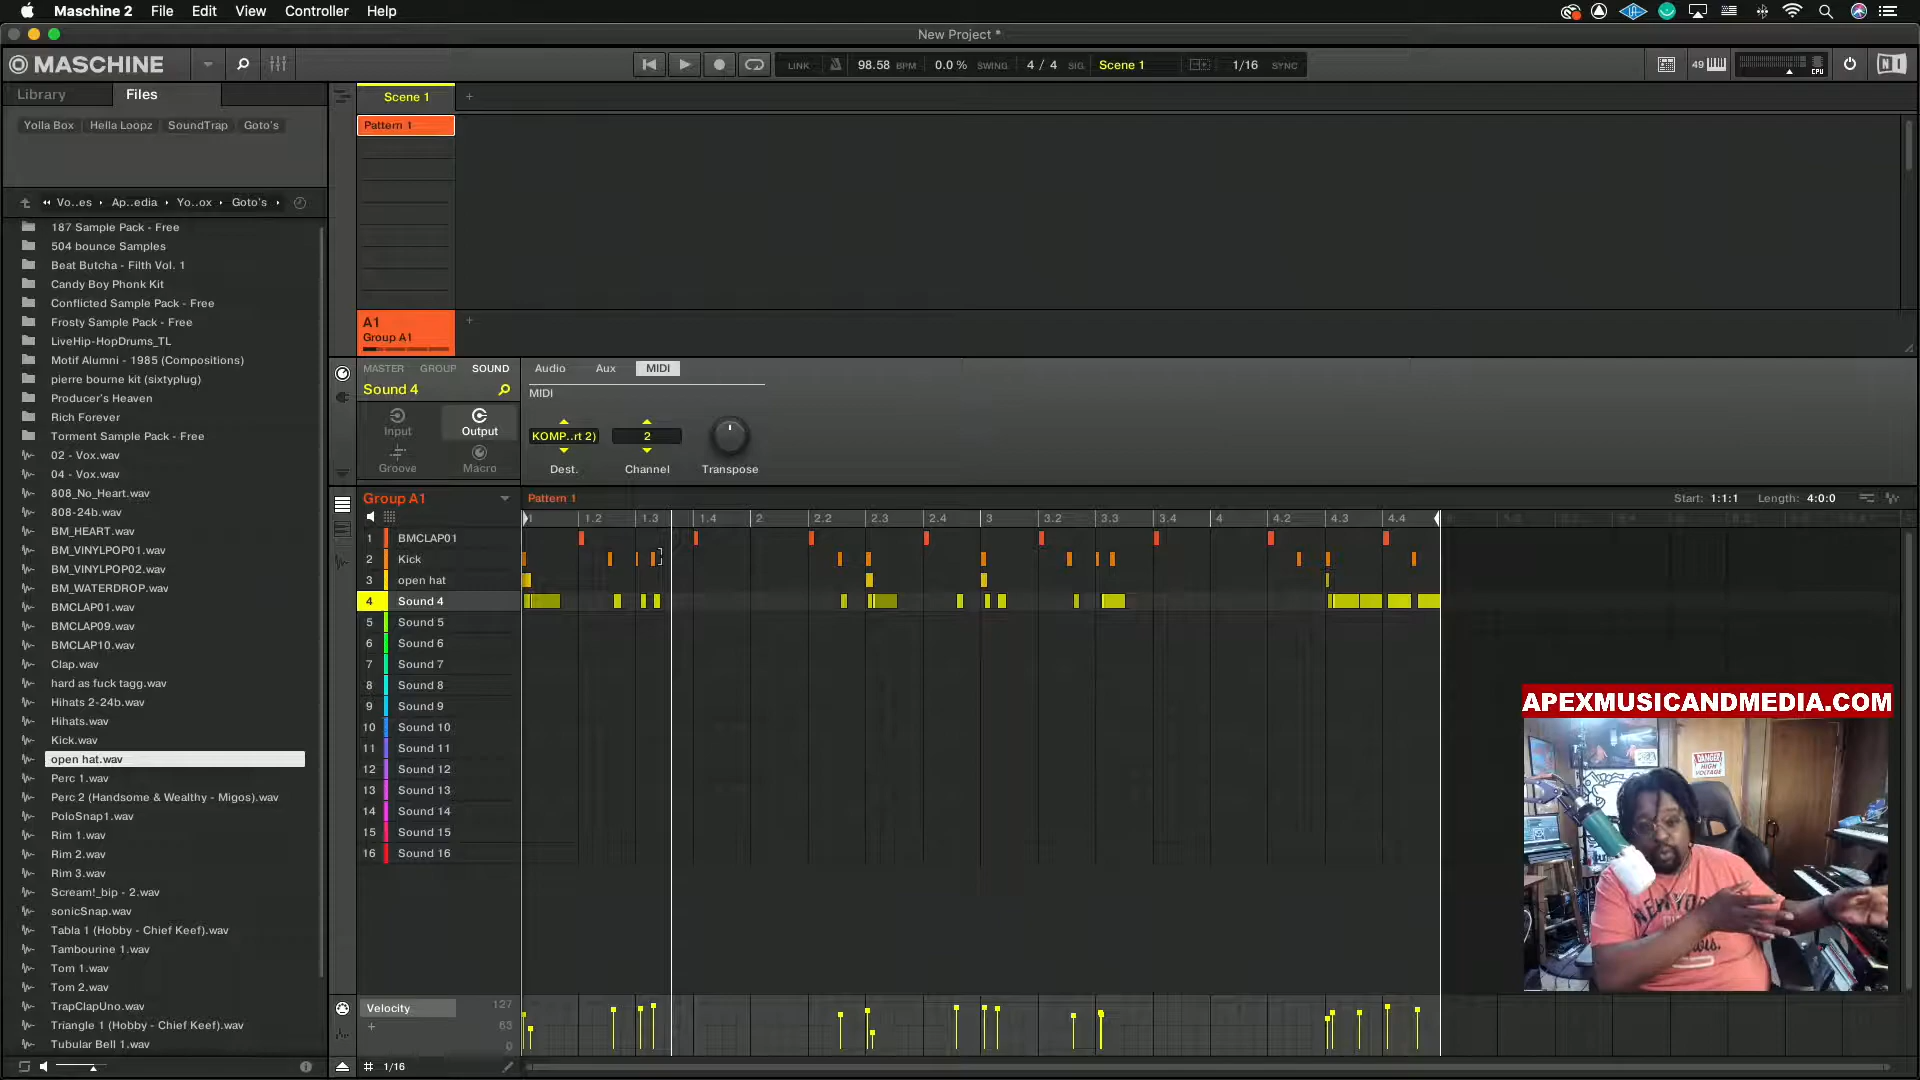 Maschine 2 File Edit View Controller Help
New Project *
MASCHINE LINK 98.58 BPM 0.0 % SWING 4 / 4 SIG Scene 1 1/16 SYNC 49 CPU
Library Files
Scene 1 +
Yolla Box Hella Loopz SoundTrap Goto's
Pattern 1
Vo..es Ap..edia Yo..ox Goto's
187 Sample Pack - Free
504 bounce Samples
Beat Butcha - Filth Vol. 1
Candy Boy Phonk Kit
Conflicted Sample Pack - Free
Frosty Sample Pack - Free
LiveHip-HopDrums_TL
Motif Alumni - 1985 (Compositions)
pierre bourne kit (sixtyplug)
Producer's Heaven
Rich Forever
Torment Sample Pack - Free
02 - Vox.wav
04 - Vox.wav
808_No_Heart.wav
808-24b.wav
BM_HEART.wav
BM_VINYLPOP01.wav
BM_VINYLPOP02.wav
BM_WATERDROP.wav
BMCLAP01.wav
BMCLAP09.wav
BMCLAP10.wav
Clap.wav
hard as fuck tagg.wav
Hihats 2-24b.wav
Hihats.wav
Kick.wav
open hat.wav
Perc 1.wav
Perc 2 (Handsome & Wealthy - Migos).wav
PoloSnap1.wav
Rim 1.wav
Rim 2.wav
Rim 3.wav
Scream!_bip - 2.wav
sonicSnap.wav
Tabla 1 (Hobby - Chief Keef).wav
Tambourine 1.wav
Tom 1.wav
Tom 2.wav
TrapClapUno.wav
Triangle 1 (Hobby - Chief Keef).wav
Tubular Bell 1.wav
A1 +
Group A1
MASTER GROUP SOUND Audio Aux MIDI
Sound 4 MIDI
Input Output KOMP..rt 2) 2
Groove Macro Dest. Channel Transpose
Group A1 Pattern 1 Start: 1:1:1 Length: 4:0:0
1 1.2 1.3 1.4 2 2.2 2.3 2.4 3 3.2 3.3 3.4 4 4.2 4.3 4.4
1 BMCLAP01
2 Kick
3 open hat
4 Sound 4
5 Sound 5
6 Sound 6
7 Sound 7
8 Sound 8
9 Sound 9
10 Sound 10
11 Sound 11
12 Sound 12
13 Sound 13
14 Sound 14
15 Sound 15
16 Sound 16
APEXMUSICANDMEDIA.COM
DANGER
HIGH
VOLTAGE
NEW YORK
Velocity 127
+ 63
0
1/16